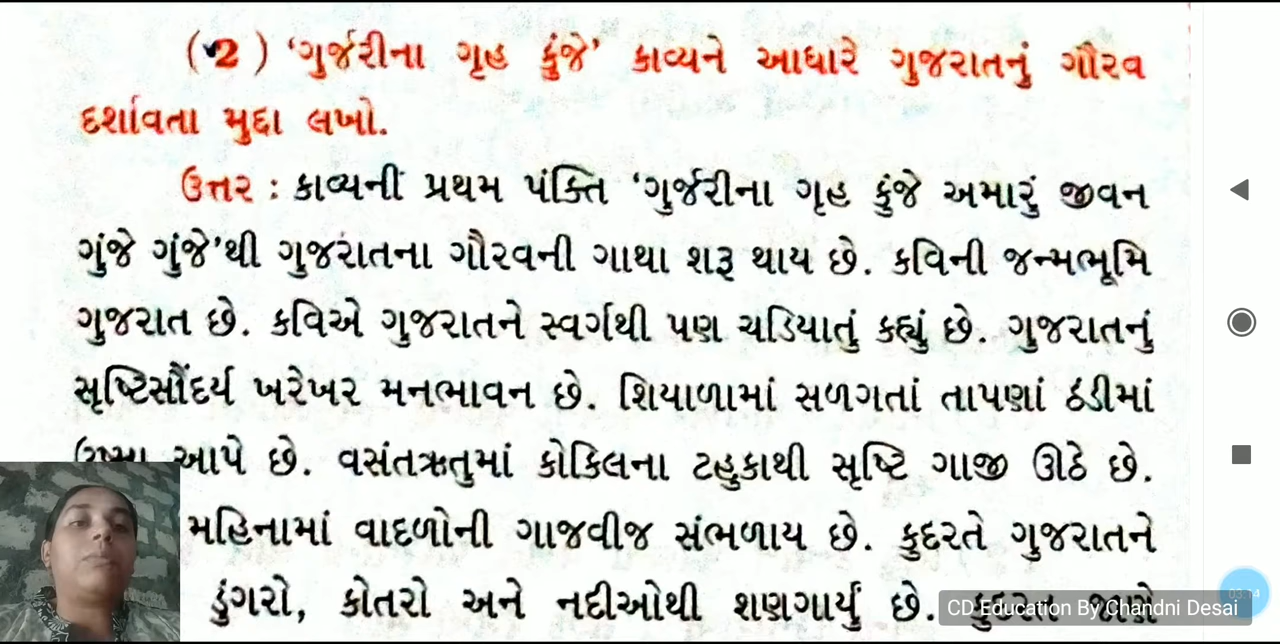 (2) ‘ગુર્જરીના ગૃહ કુંજે’ કાવ્યને આધારે ગુજરાતનું ગૌરવ
દર્શાવતા મુદ્દા લખો.
ઉત્તર : કાવ્યની પ્રથમ પંક્તિ ‘ગુર્જરીના ગૃહ કુંજે અમારું જીવન
ગુંજે ગુંજે’થી ગુજરાતના ગૌરવની ગાથા શરૂ થાય છે. કવિની જન્મભૂમિ
ગુજરાત છે. કવિએ ગુજરાતને સ્વર્ગથી પણ ચડિયાતું કહ્યું છે. ગુજરાતનું
સૃષ્ટિસૌંદર્ય ખરેખર મનભાવન છે. શિયાળામાં સળગતાં તાપણાં ઠંડીમાં
આપે છે. વસંતઋતુમાં કોકિલના ટહુકાથી સૃષ્ટિ ગાજી ઊઠે છે.
મહિનામાં વાદળોની ગાજવીજ સંભળાય છે. કુદરતે ગુજરાતને
ડુંગરો, કોતરો અને નદીઓથી શણગાર્યું છે. કુદરત જાણે
CD Education By Chandni Desai
03:14